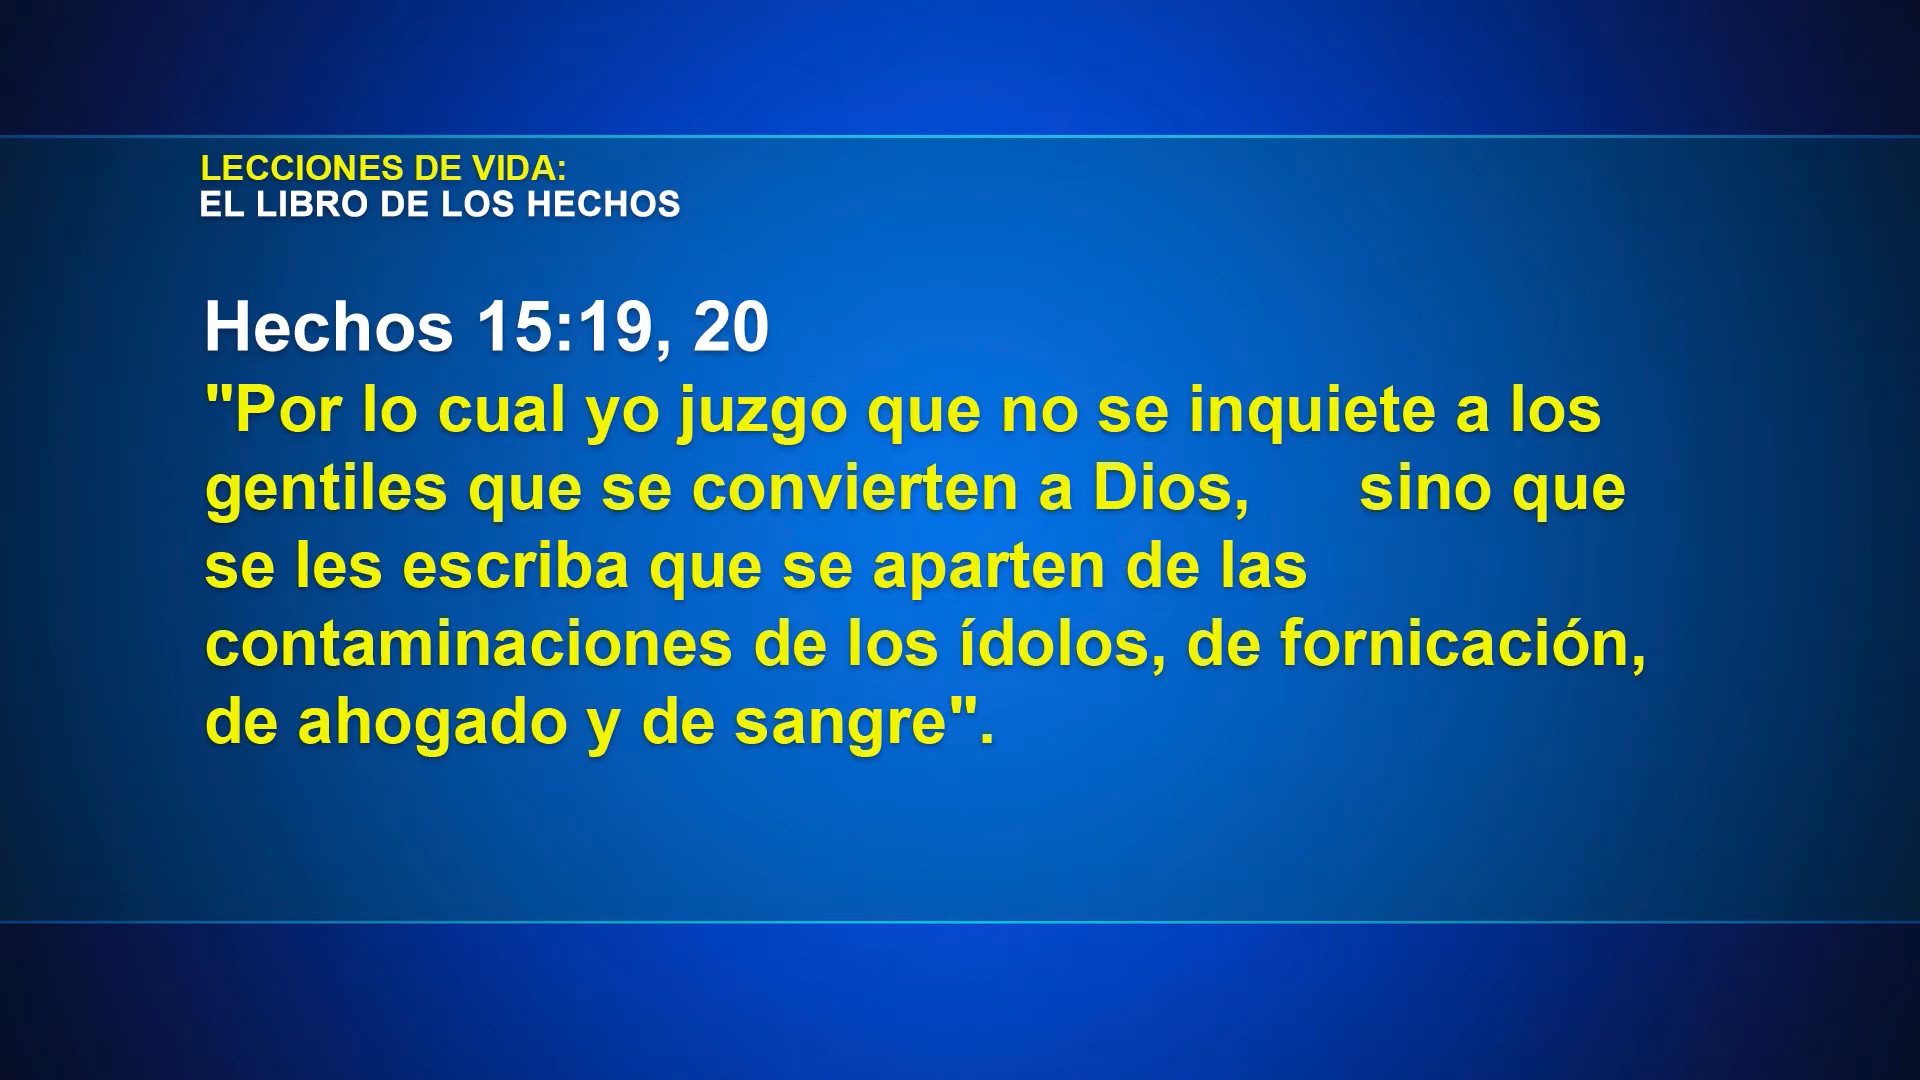 LECCIONES DE VIDA:
EL LIBRO DE LOS HECHOS
Hechos 15:19, 20
"Por lo cual yo juzgo que no se inquiete a los
gentiles que se convierten a Dios, sino que
se les escriba que se aparten de las
contaminaciones de los ídolos, de fornicación,
de ahogado y de sangre".